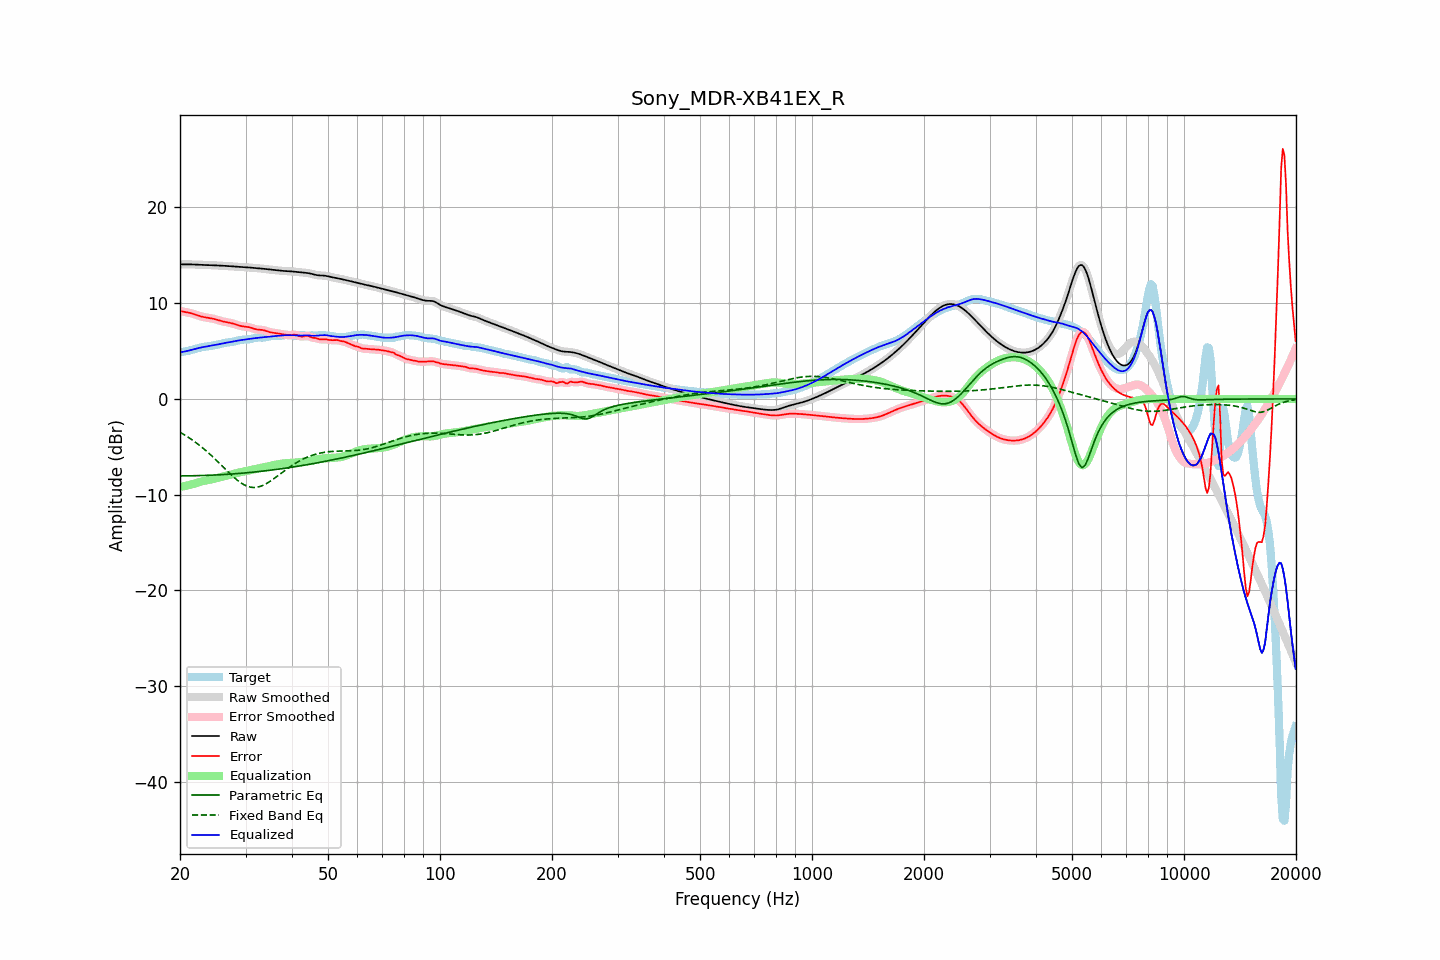 Sony_MDR-XB41EX_R
Amplitude (dBr)
20
10
0
−10
−20
−30
−40
Target
Raw Smoothed
Error Smoothed
Raw
Error
Equalization
Parametric Eq
Fixed Band Eq
Equalized
20 50 100 200 500 1000 2000 5000 10000 20000
Frequency (Hz)